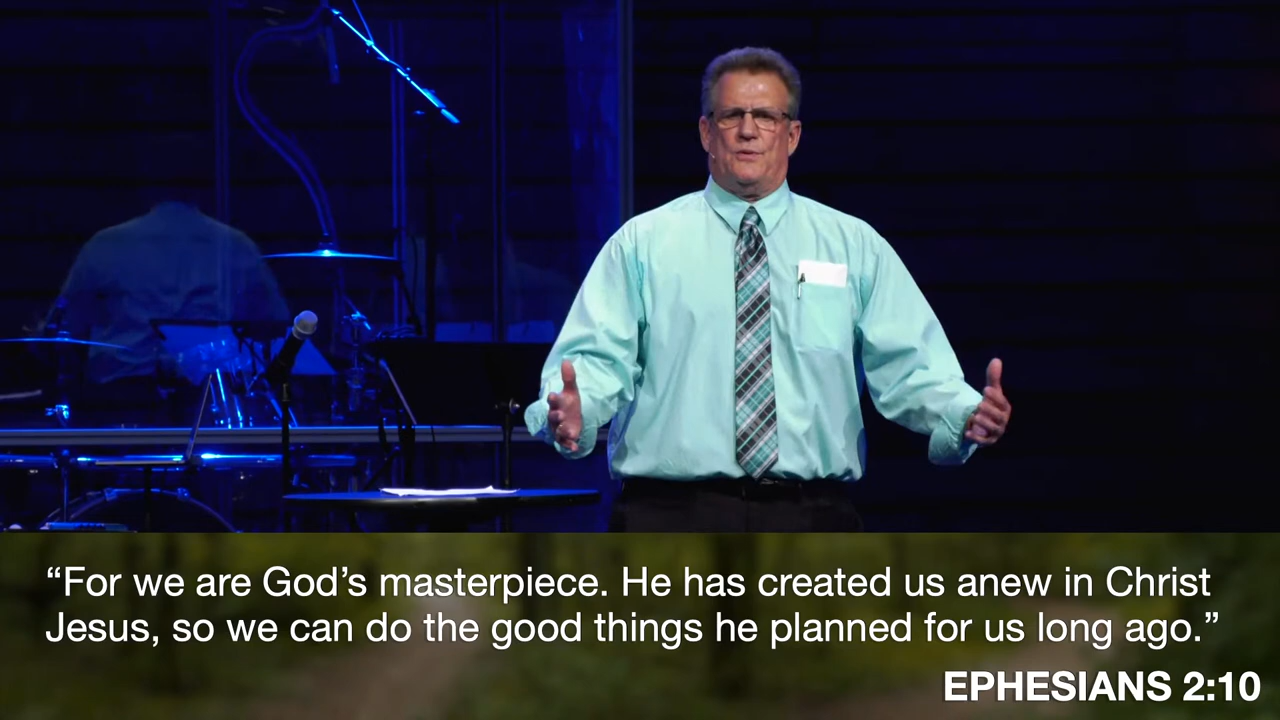 “For we are God’s masterpiece. He has created us anew in Christ
Jesus, so we can do the good things he planned for us long ago.”
EPHESIANS 2:10